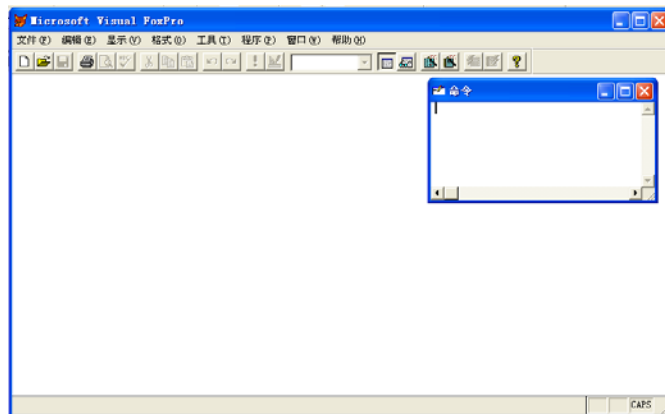 Microsoft Visual FoxPro
文件(F) 编辑(E) 显示(V) 格式(O) 工具(T) 程序(P) 窗口(W) 帮助(H)
命令
CAPS